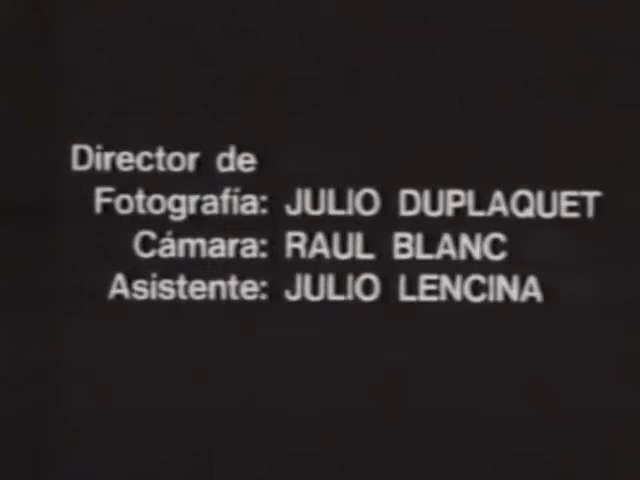 Director de
Fotografía: JULIO DUPLAQUET
Cámara: RAUL BLANC
Asistente: JULIO LENCINA